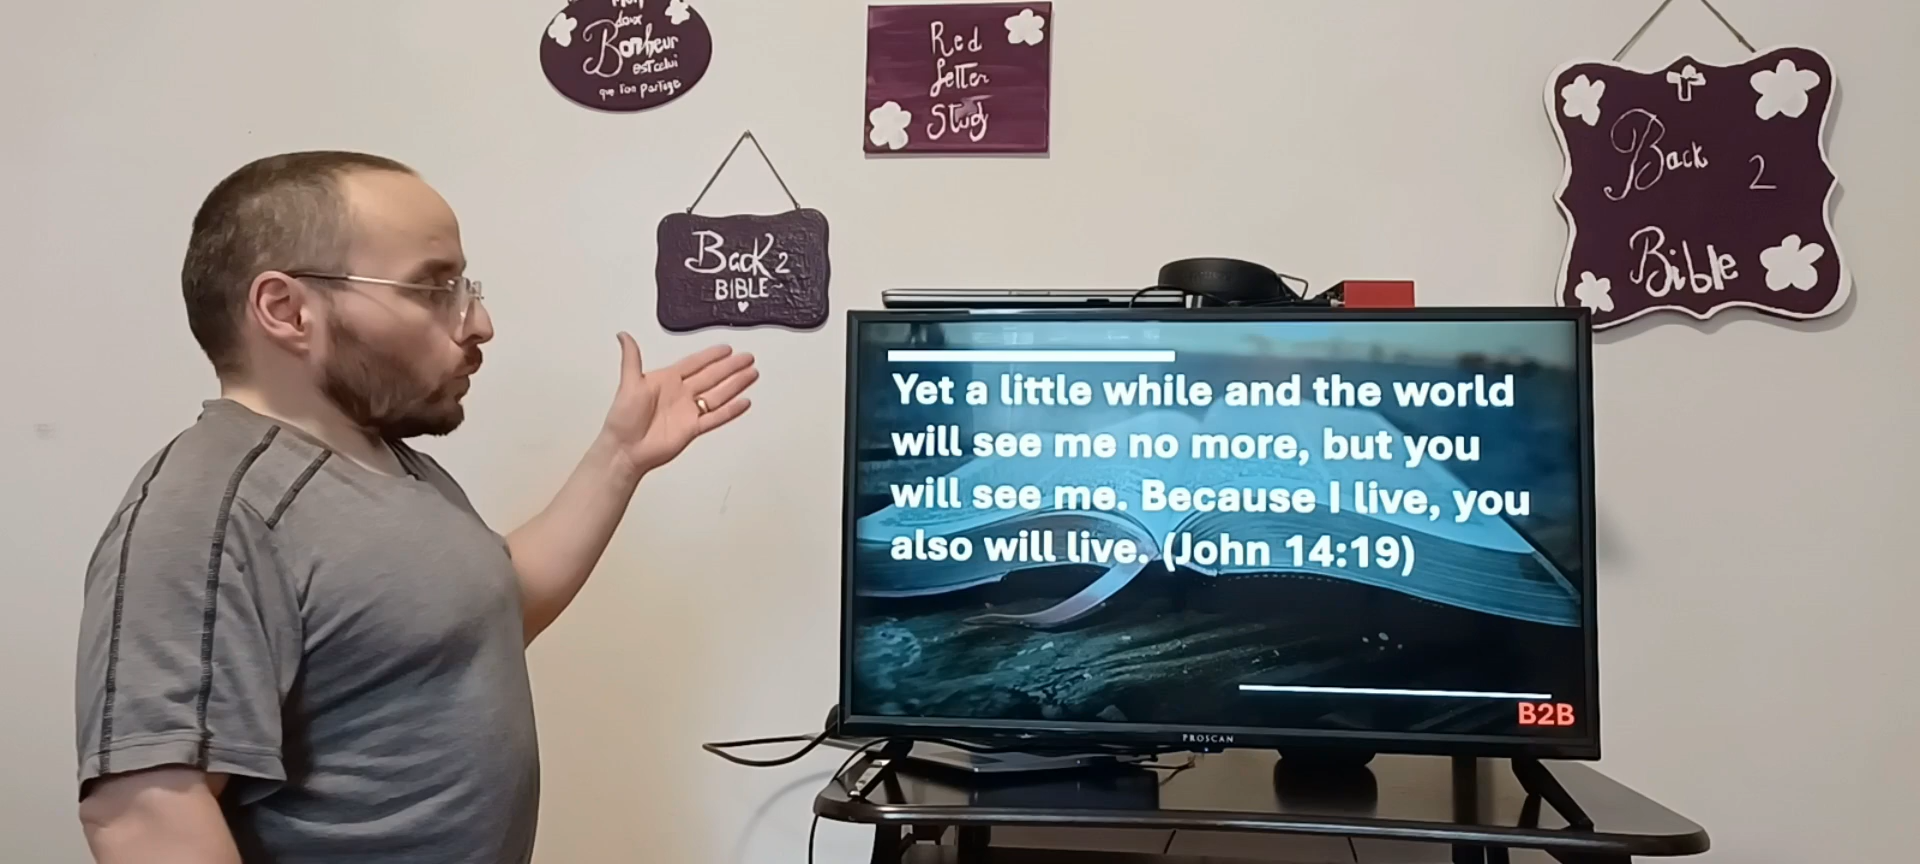 Mon
doux
Bonheur
est celui
que l'on partage
Red
Letter
Study
Back 2
BIBLE
Back 2
Bible
Yet a little while and the world
will see me no more, but you
will see me. Because I live, you
also will live. (John 14:19)
B2B
PROSCAN